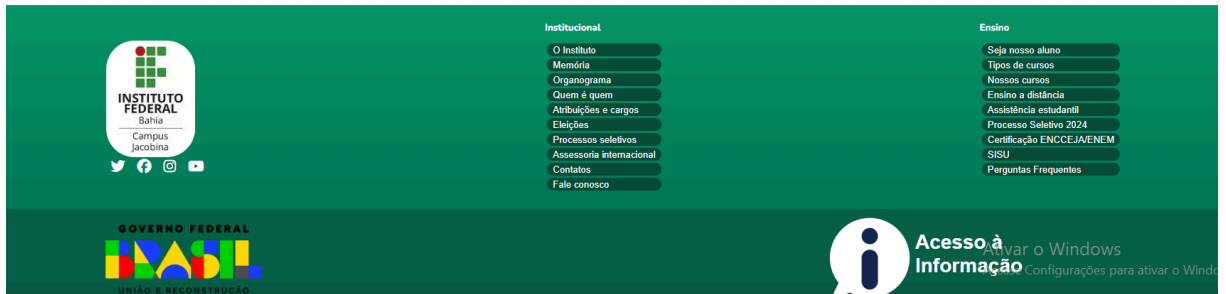 INSTITUTO
FEDERAL
Bahia
Campus
Jacobina
Institucional
O Instituto
Memória
Organograma
Quem é quem
Atribuições e cargos
Eleições
Processos seletivos
Assessoria internacional
Contatos
Fale conosco
Ensino
Seja nosso aluno
Tipos de cursos
Nossos cursos
Ensino a distância
Assistência estudantil
Processo Seletivo 2024
Certificação ENCCEJA/ENEM
SISU
Perguntas Frequentes
GOVERNO FEDERAL
BRASIL
UNIÃO E RECONSTRUÇÃO
Acesso à
Informação
Ativar o Windows
Configurações para ativar o